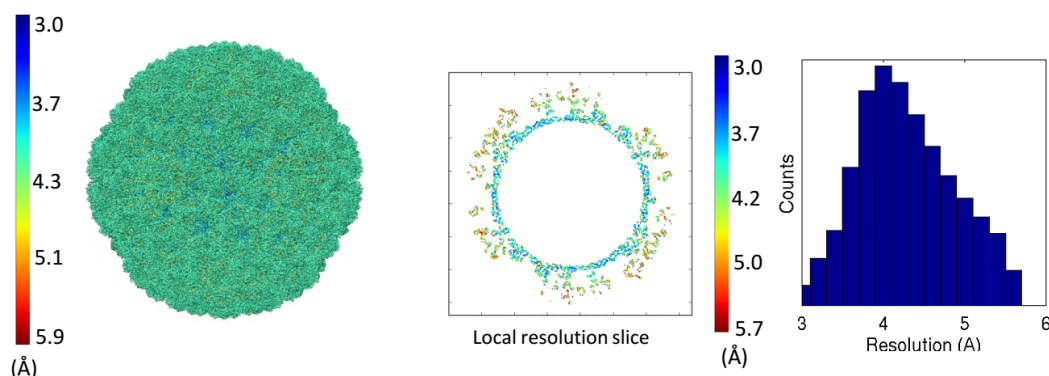 3.0
3.7
4.3
5.1
5.9
(Å)
Local resolution slice
3.0
3.7
4.2
5.0
5.7
(Å)
Counts
3 4 5 6
Resolution (A)